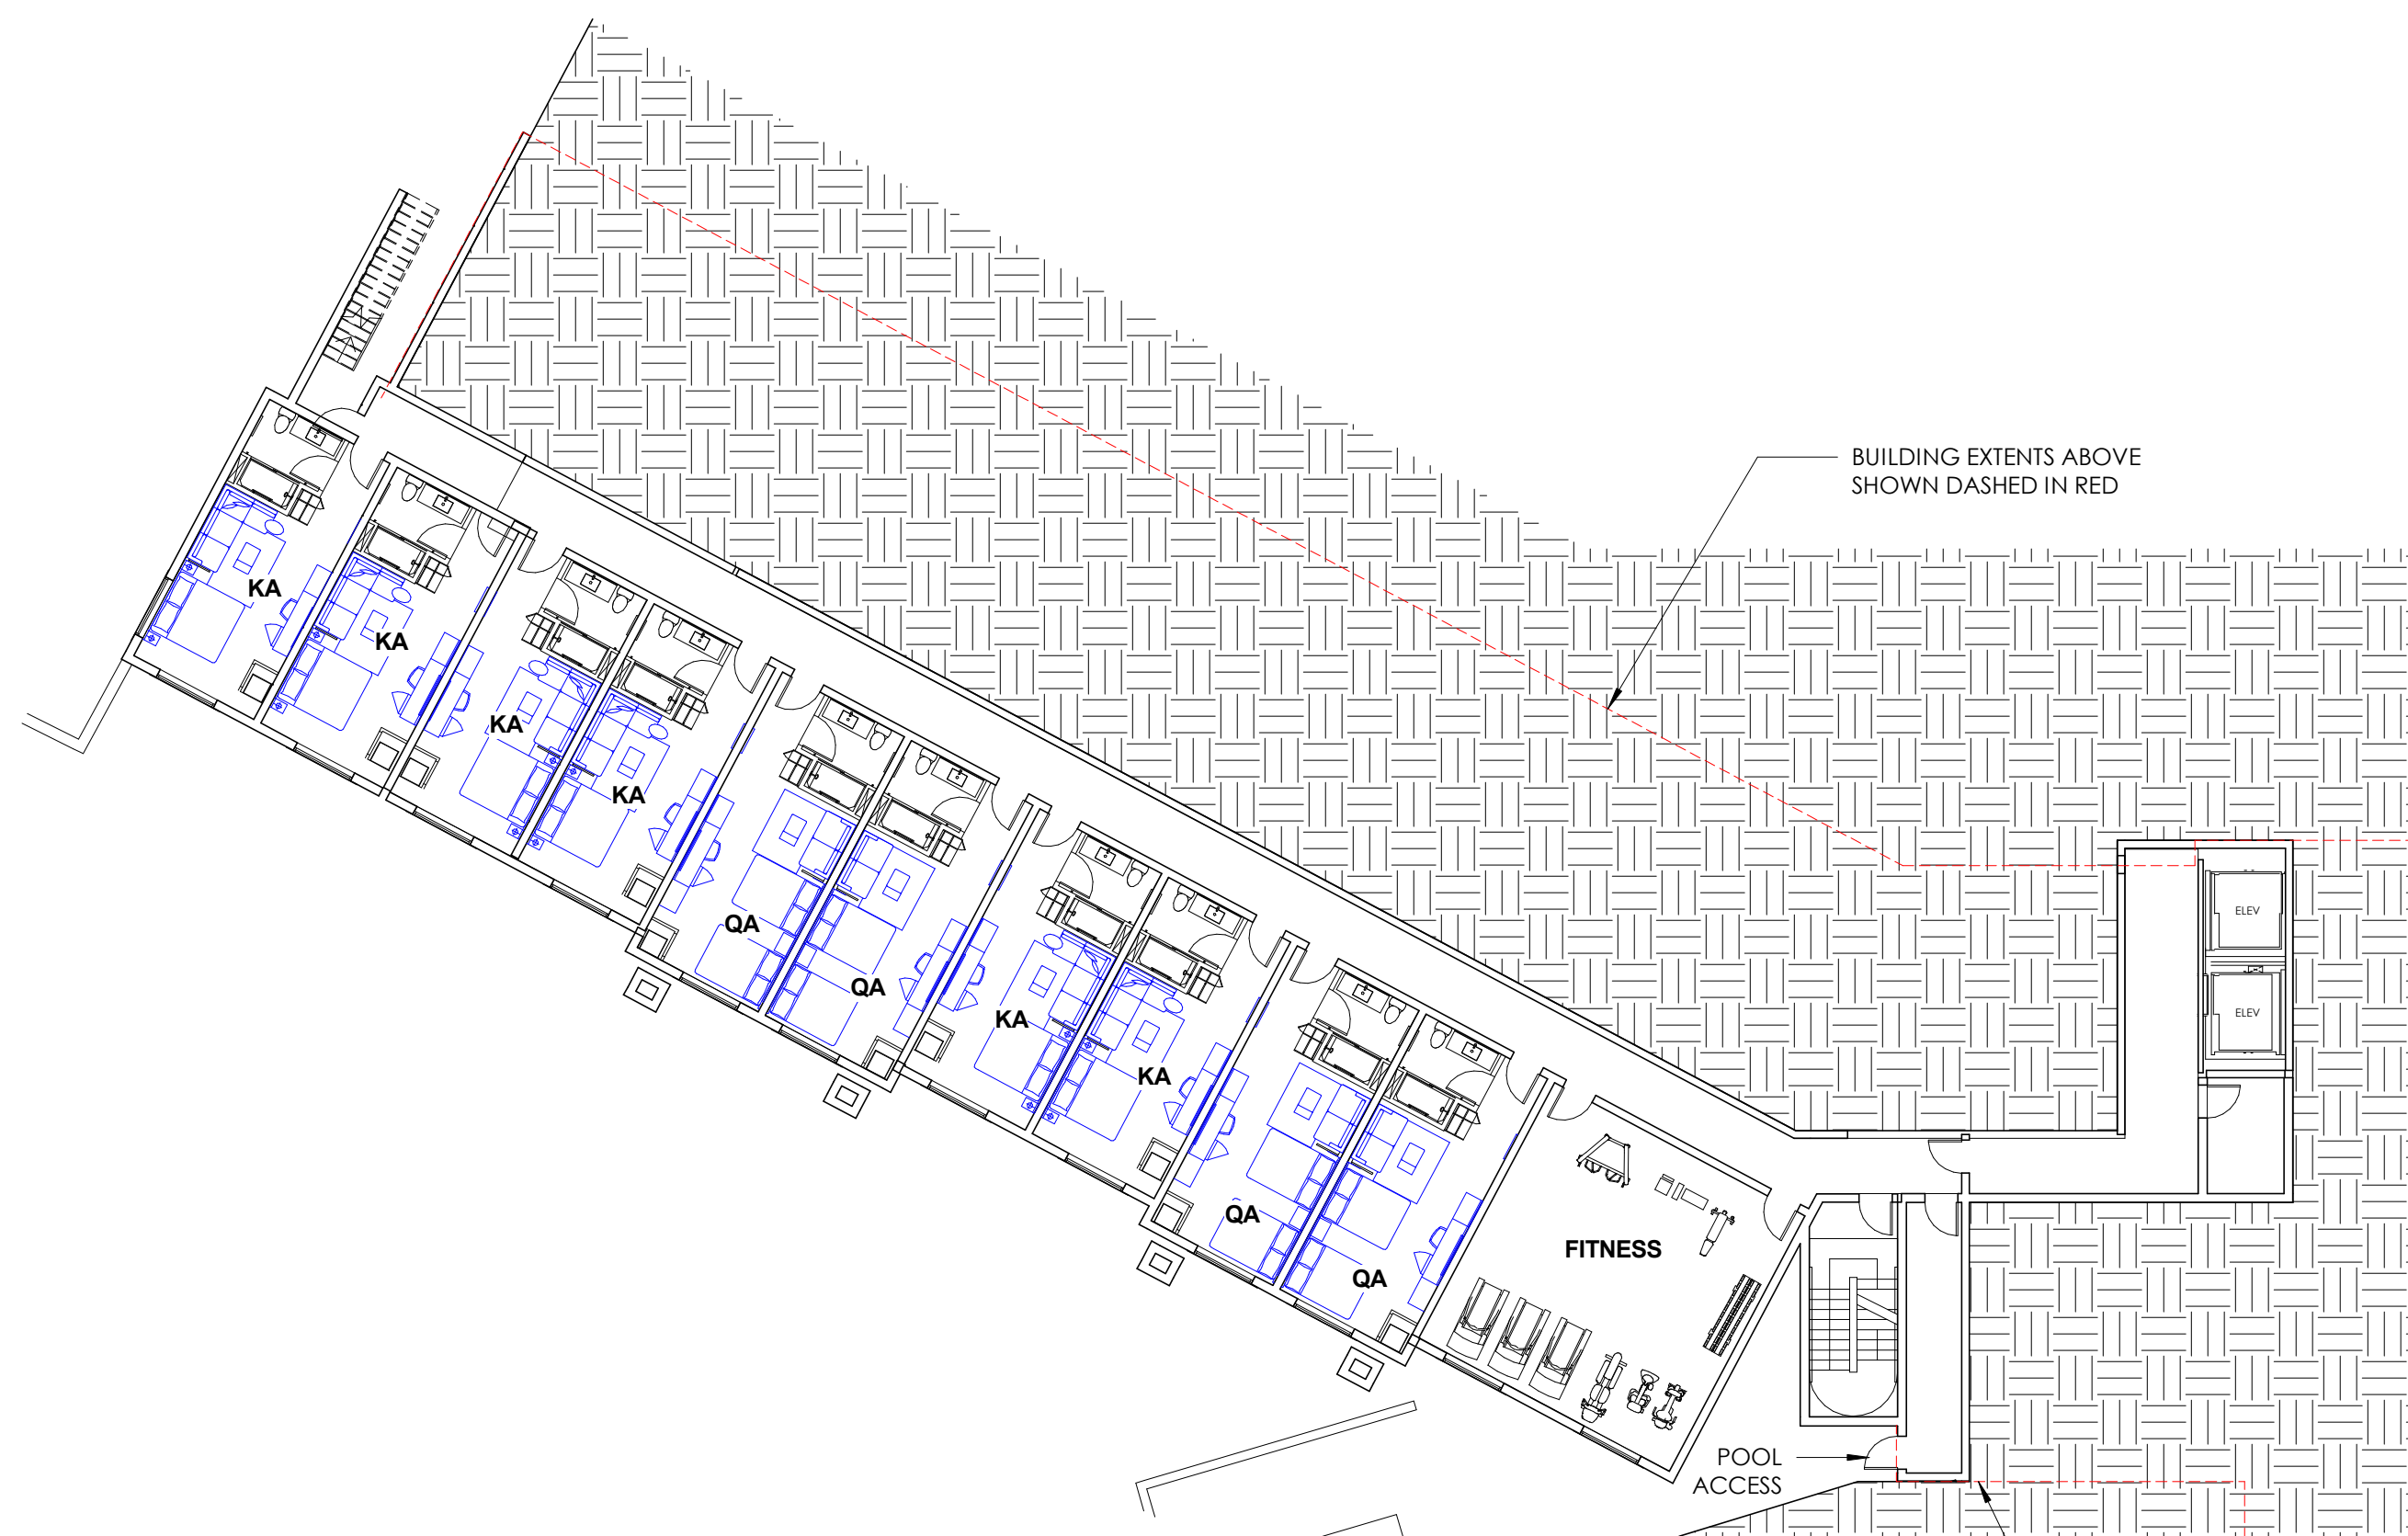 BUILDING EXTENTS ABOVE
SHOWN DASHED IN RED
KA
KA
KA
KA
QA
QA
KA
KA
QA
QA
FITNESS
ELEV
ELEV
POOL
ACCESS